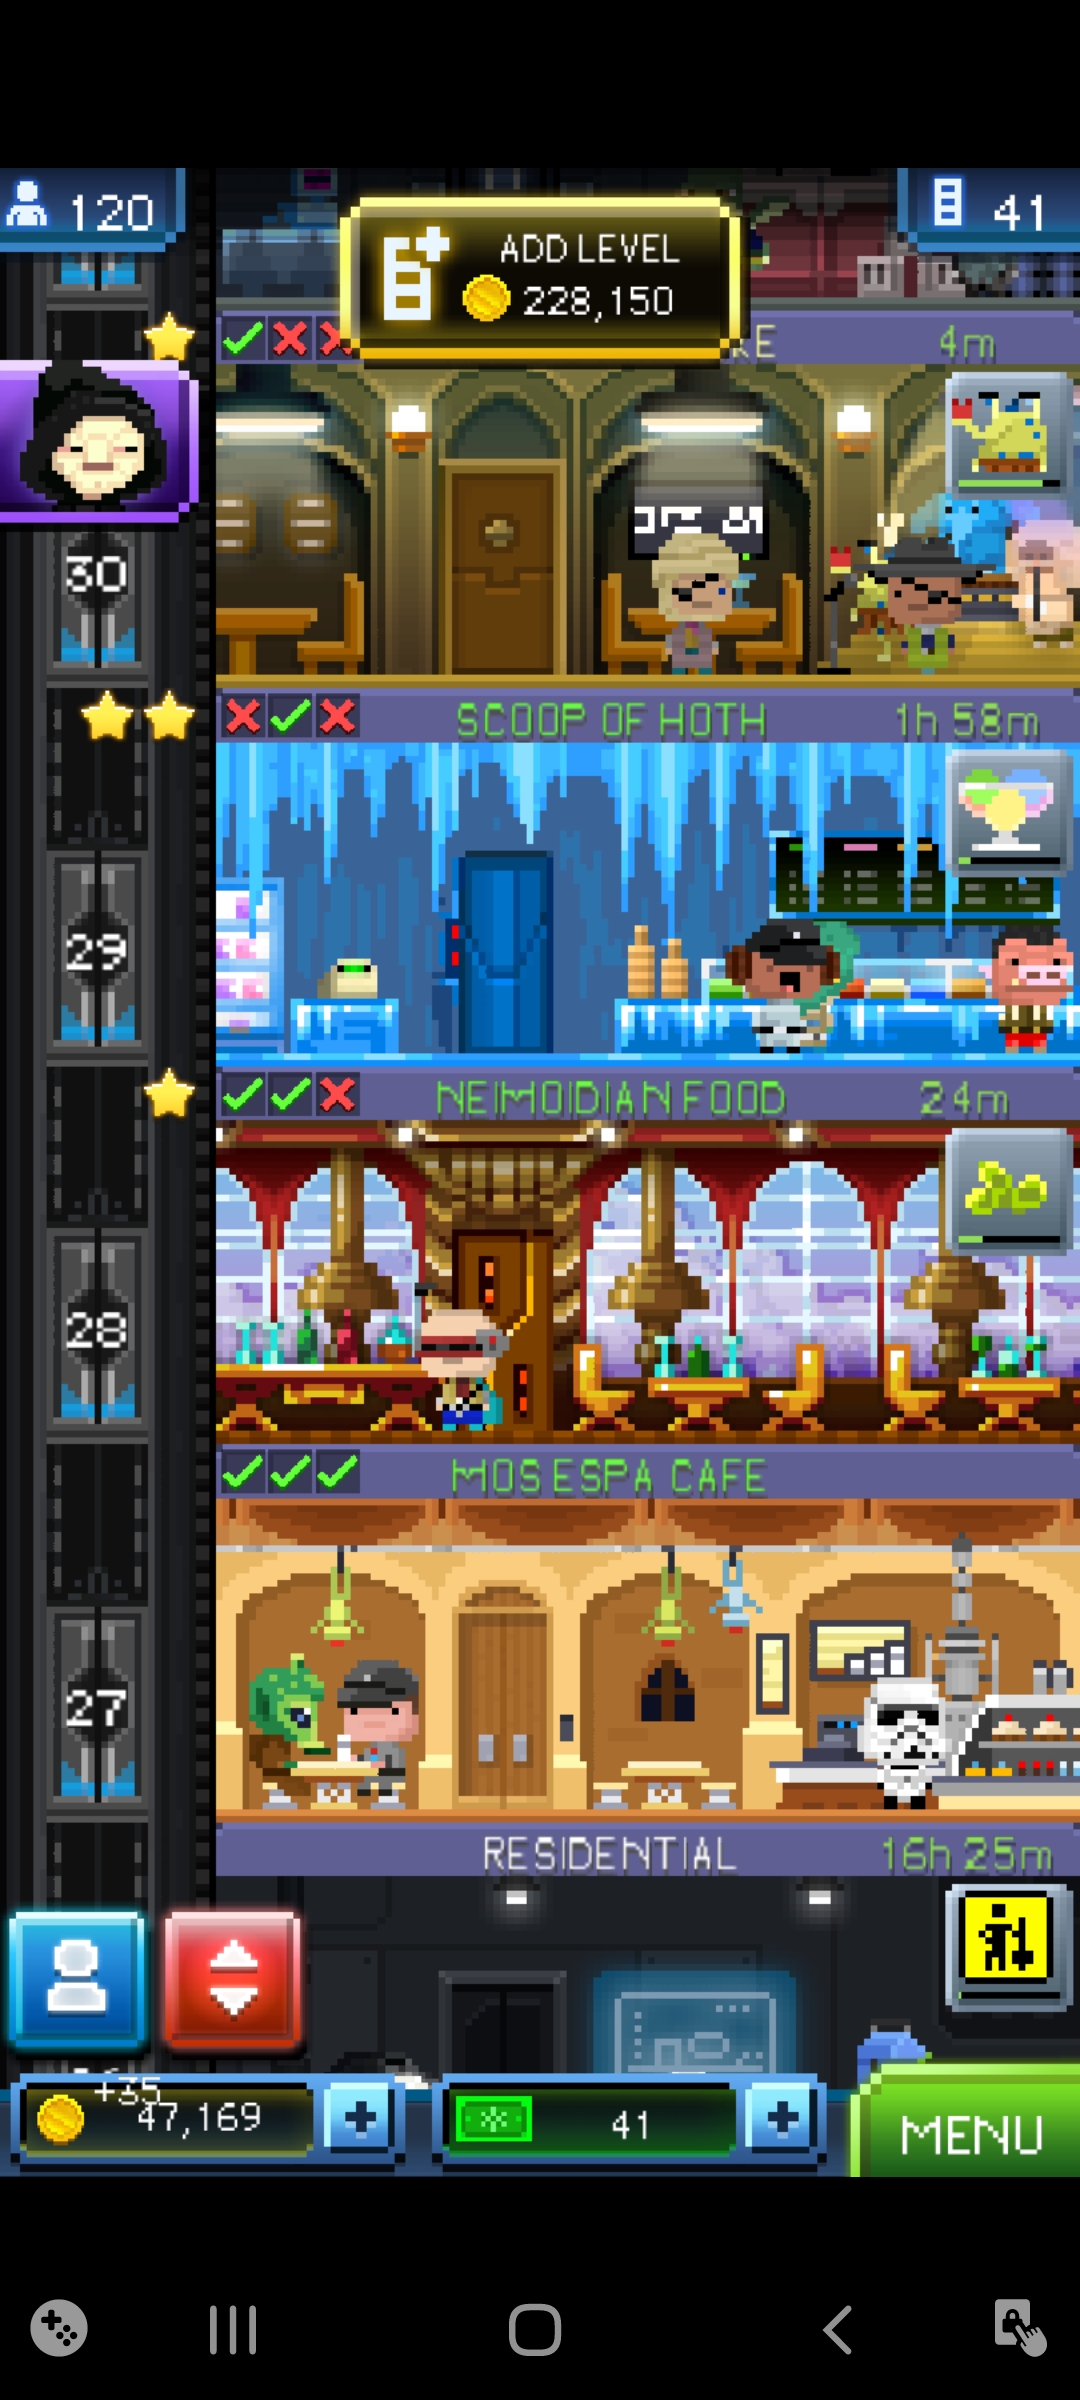 120
41
ADD LEVEL
228,150
KE
4m
30
SCOOP OF HOTH
1h 58m
29
NEIMOIDIAN FOOD
24m
28
MOS ESPA CAFE
27
RESIDENTIAL
16h 25m
+35
47,169
41
MENU